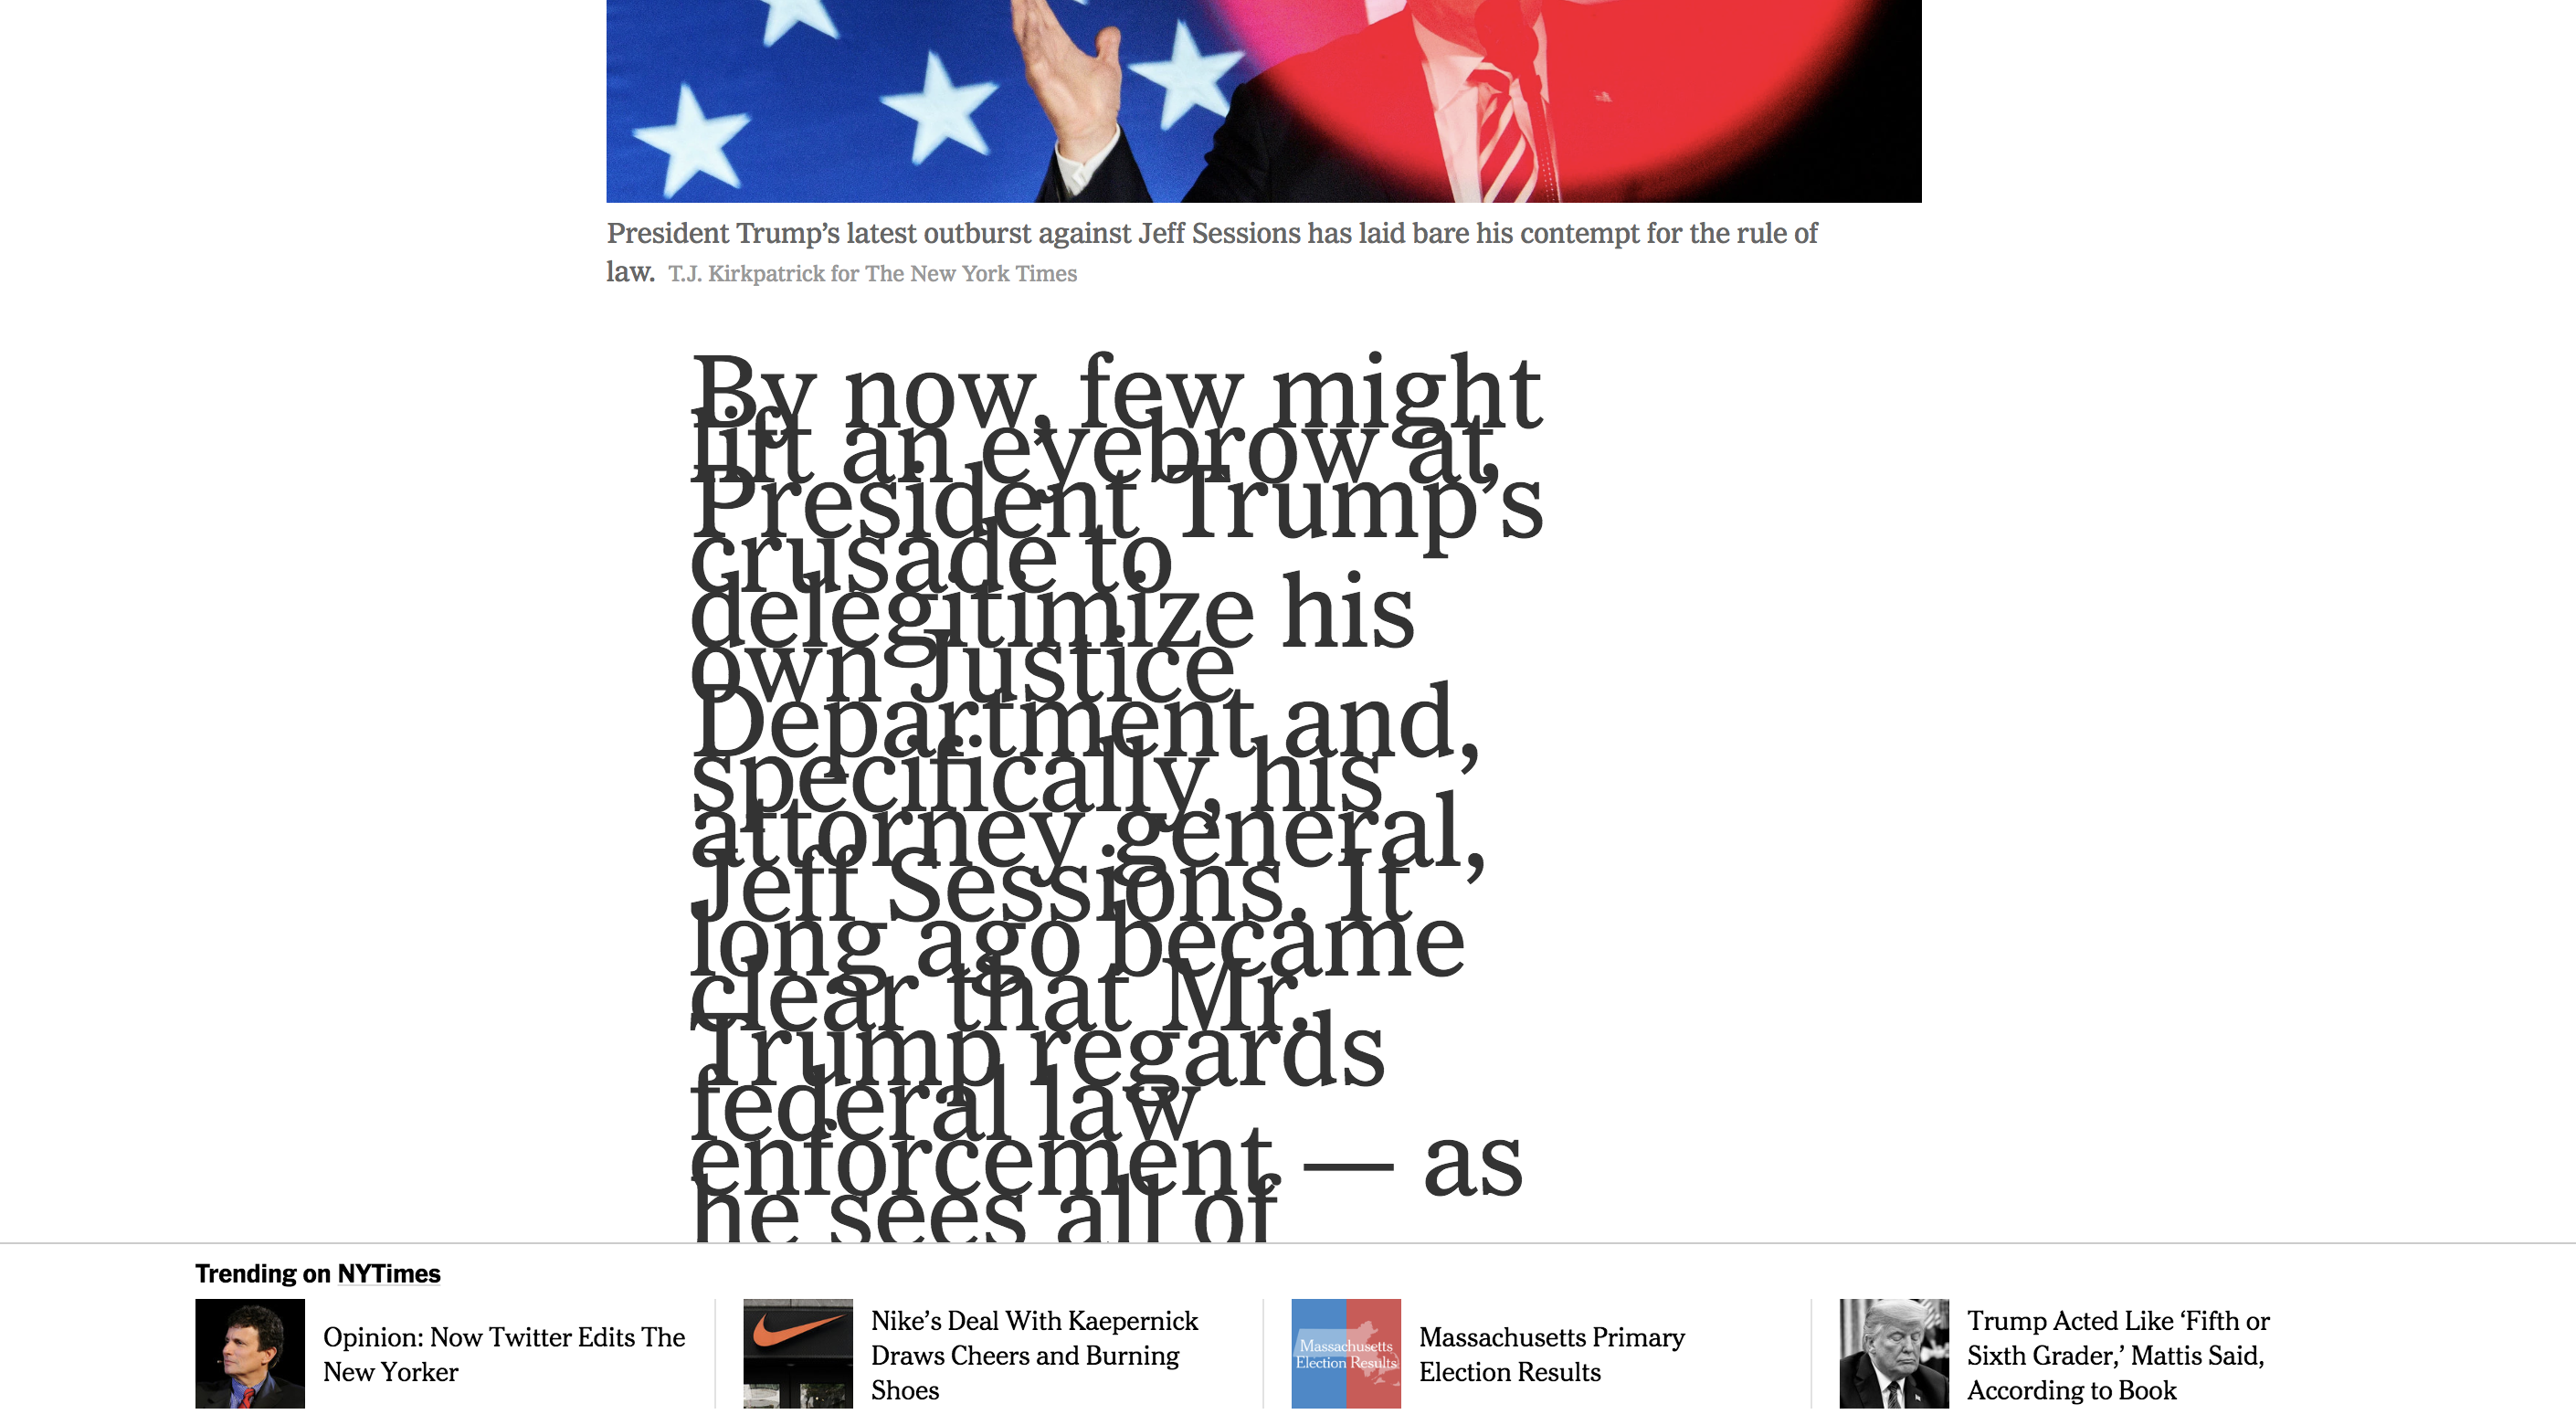 President Trump’s latest outburst against Jeff Sessions has laid bare his contempt for the rule of
law. T.J. Kirkpatrick for The New York Times
By now, few might
lift an eyebrow at
President Trump’s
crusade to
delegitimize his
own Justice
Department and,
specifically, his
attorney general,
Jeff Sessions. It
long ago became
clear that Mr.
Trump regards
federal law
enforcement — as
he sees all of
Trending on NYTimes
Opinion: Now Twitter Edits The
New Yorker
Nike’s Deal With Kaepernick
Draws Cheers and Burning
Shoes
Massachusetts
Election Results
Massachusetts Primary
Election Results
Trump Acted Like ‘Fifth or
Sixth Grader,’ Mattis Said,
According to Book